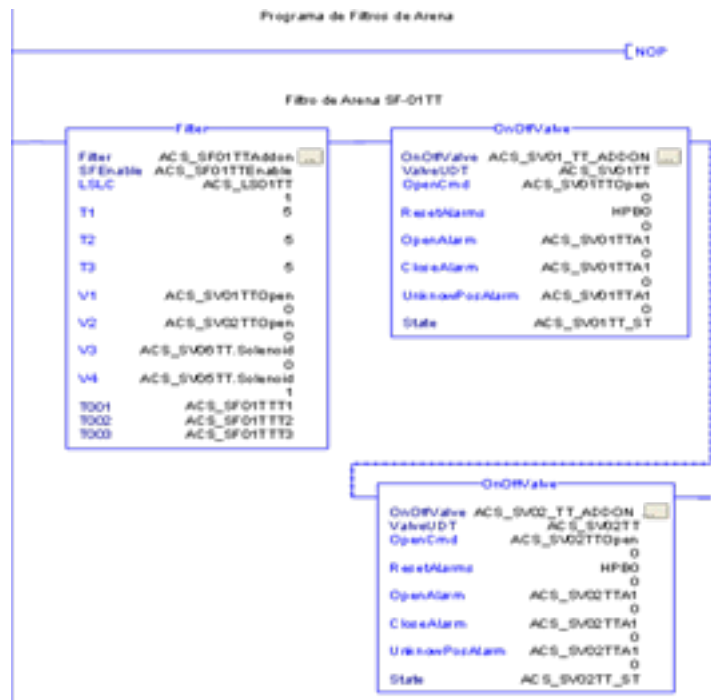 Programa de Filtros de Arena
NOP
Filtro de Arena SF-01TT
Filter
Filter ACS_SF01TTAddon ...
SFEnable ACS_SF01TTEnable
LSLC ACS_LS01TT
1
T1 5
T2 5
T3 5
V1 ACS_SV01TTOpen
0
V2 ACS_SV02TTOpen
0
V3 ACS_SV06TT.Solenoid
0
V4 ACS_SV05TT.Solenoid
1
TOO1 ACS_SF01TTT1
TOO2 ACS_SF01TTT2
TOO3 ACS_SF01TTT3
OnOffValve
OnOffValve ACS_SV01_TT_ADDON ...
ValveUDT ACS_SV01TT
OpenCmd ACS_SV01TTOpen
0
ResetAlarms HPB0
0
OpenAlarm ACS_SV01TTA1
0
CloseAlarm ACS_SV01TTA1
0
UnknowPosAlarm ACS_SV01TTA1
0
State ACS_SV01TT_ST
OnOffValve
OnOffValve ACS_SV02_TT_ADDON ...
ValveUDT ACS_SV02TT
OpenCmd ACS_SV02TTOpen
0
ResetAlarms HPB0
0
OpenAlarm ACS_SV02TTA1
0
CloseAlarm ACS_SV02TTA1
0
UnknowPosAlarm ACS_SV02TTA1
0
State ACS_SV02TT_ST